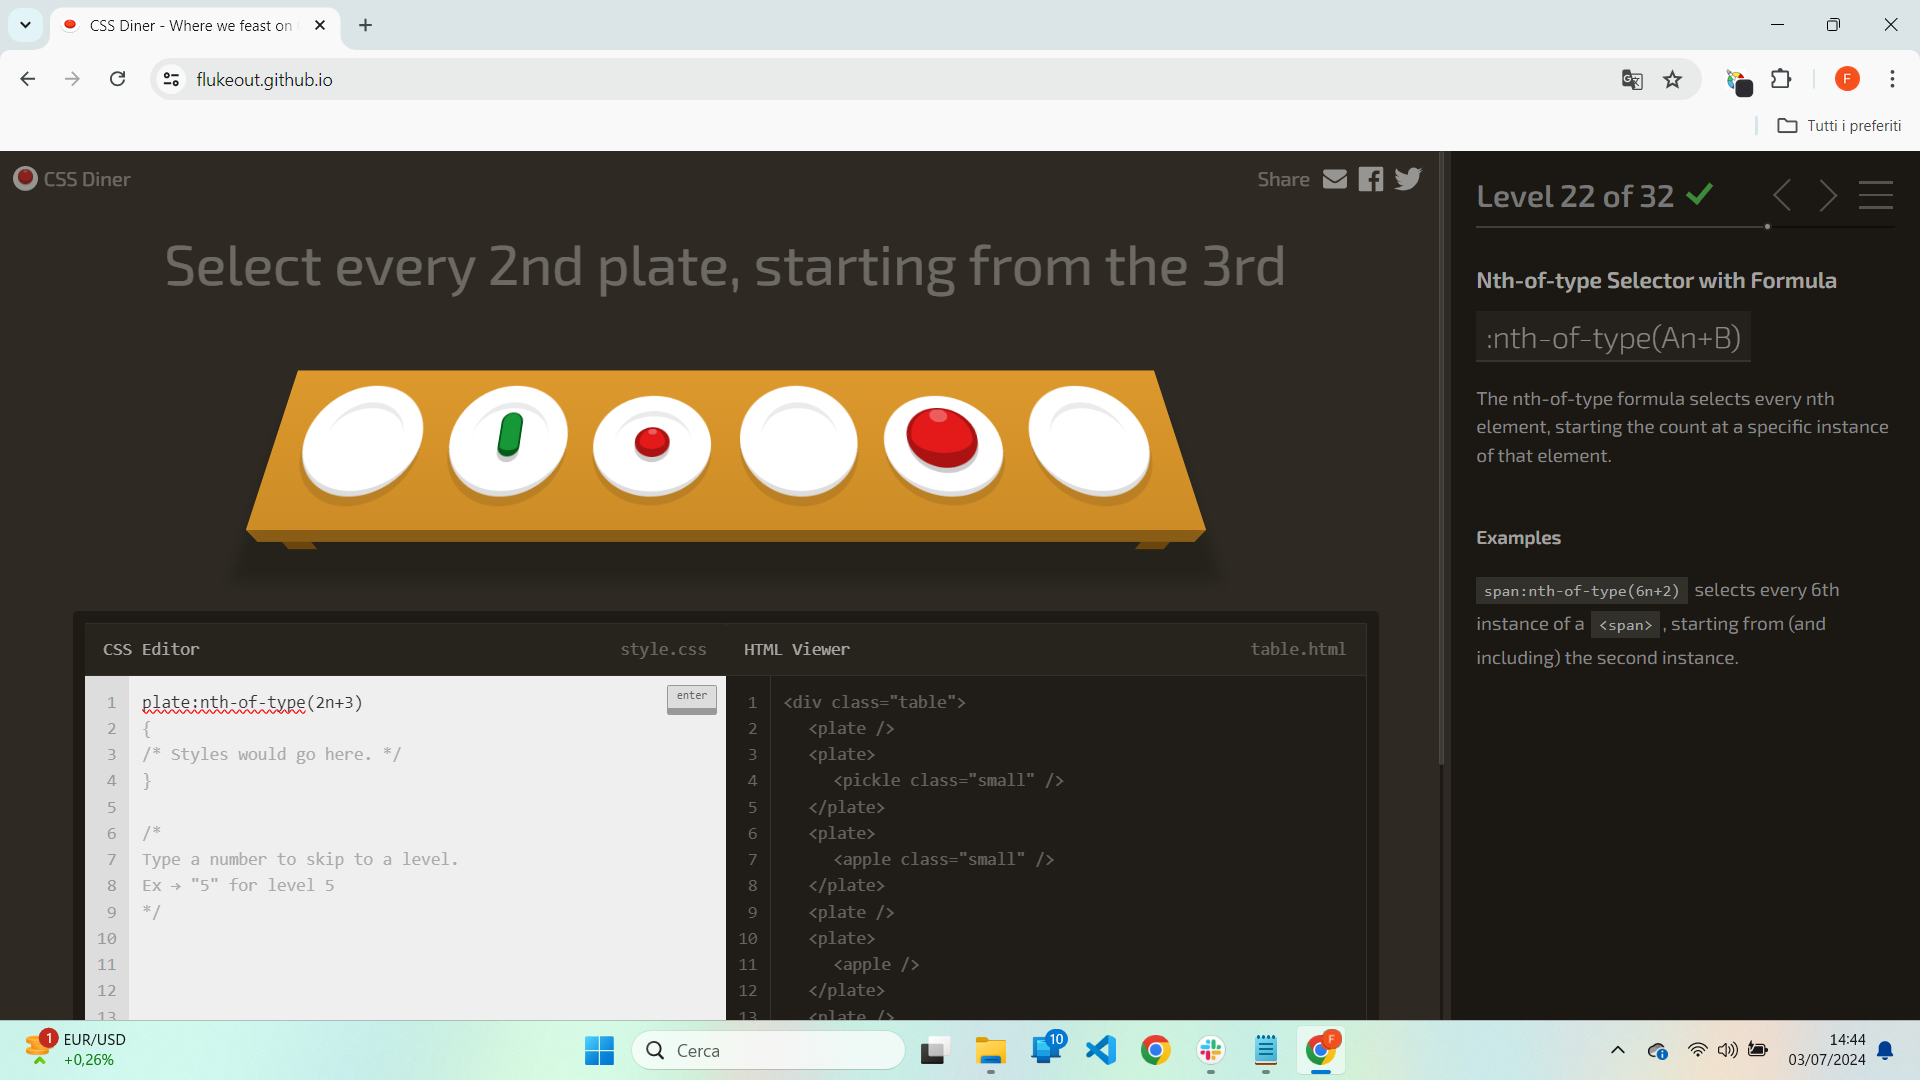 CSS Diner - Where we feast on
flukeout.github.io
F
Tutti i preferiti
CSS Diner
Share
Level 22 of 32
Select every 2nd plate, starting from the 3rd
Nth-of-type Selector with Formula
:nth-of-type(An+B)
The nth-of-type formula selects every nth
element, starting the count at a specific instance
of that element.
Examples
span:nth-of-type(6n+2) selects every 6th
instance of a <span>, starting from (and
including) the second instance.
CSS Editor
style.css
enter
1 plate:nth-of-type(2n+3)
2 {
3 /* Styles would go here. */
4 }
5
6 /*
7 Type a number to skip to a level.
8 Ex → "5" for level 5
9 */
10
11
12
13
HTML Viewer
table.html
1 <div class="table">
2 <plate />
3 <plate>
4 <pickle class="small" />
5 </plate>
6 <plate>
7 <apple class="small" />
8 </plate>
9 <plate />
10 <plate>
11 <apple />
12 </plate>
13 <plate />
1
EUR/USD
+0,26%
Cerca
10
F
14:44
03/07/2024